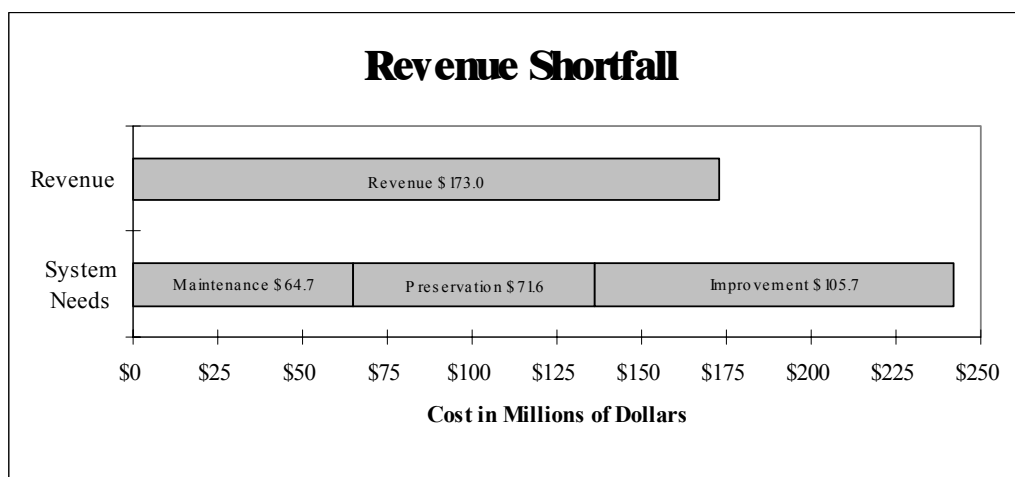 Revenue Shortfall
Revenue
Revenue $173.0
System
Needs
Maintenance $64.7
Preservation $71.6
Improvement $105.7
$0 $25 $50 $75 $100 $125 $150 $175 $200 $225 $250
Cost in Millions of Dollars